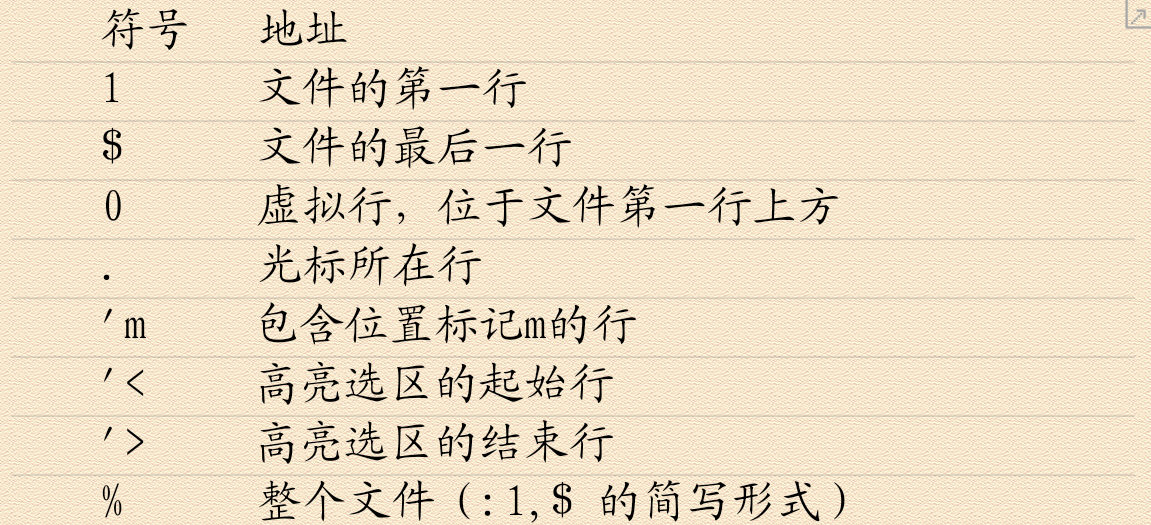 符号 地址
1 文件的第一行
$ 文件的最后一行
0 虚拟行，位于文件第一行上方
. 光标所在行
'm 包含位置标记m的行
'< 高亮选区的起始行
'> 高亮选区的结束行
% 整个文件（:1,$ 的简写形式）